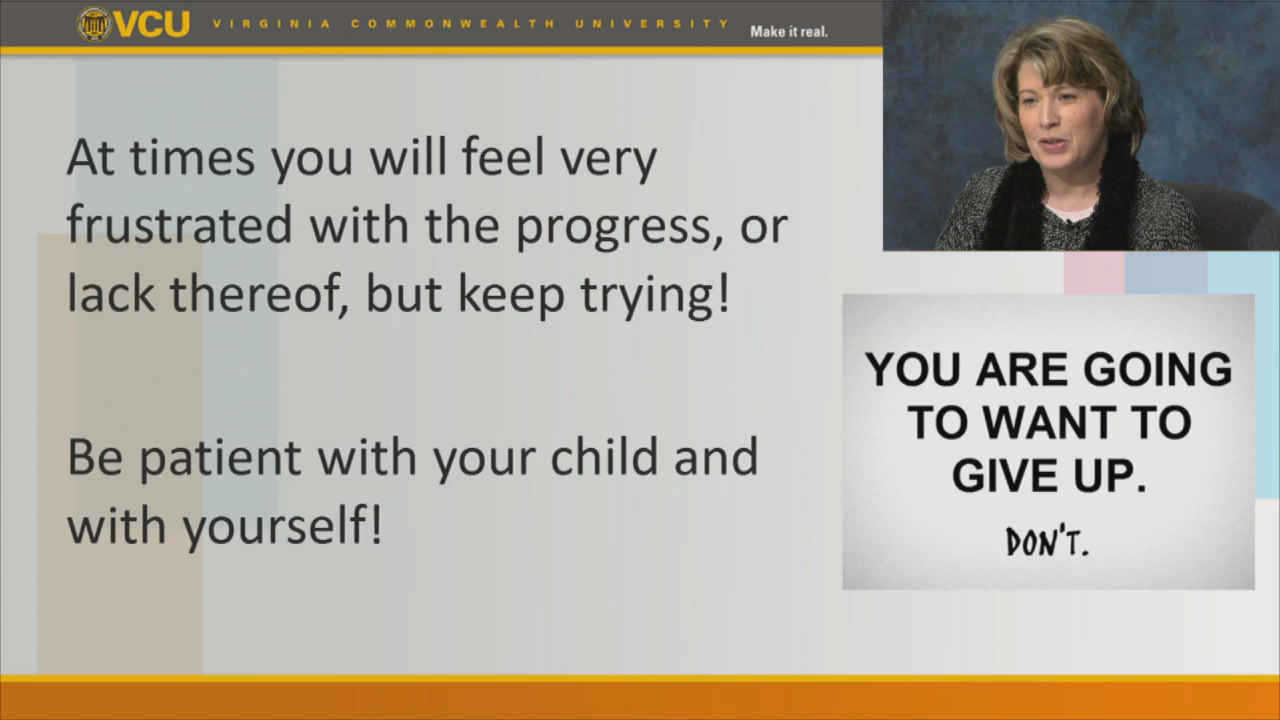 VCU VIRGINIA COMMONWEALTH UNIVERSITY Make it real.
At times you will feel very
frustrated with the progress, or
lack thereof, but keep trying!
Be patient with your child and
with yourself!
YOU ARE GOING
TO WANT TO
GIVE UP.
DON'T.